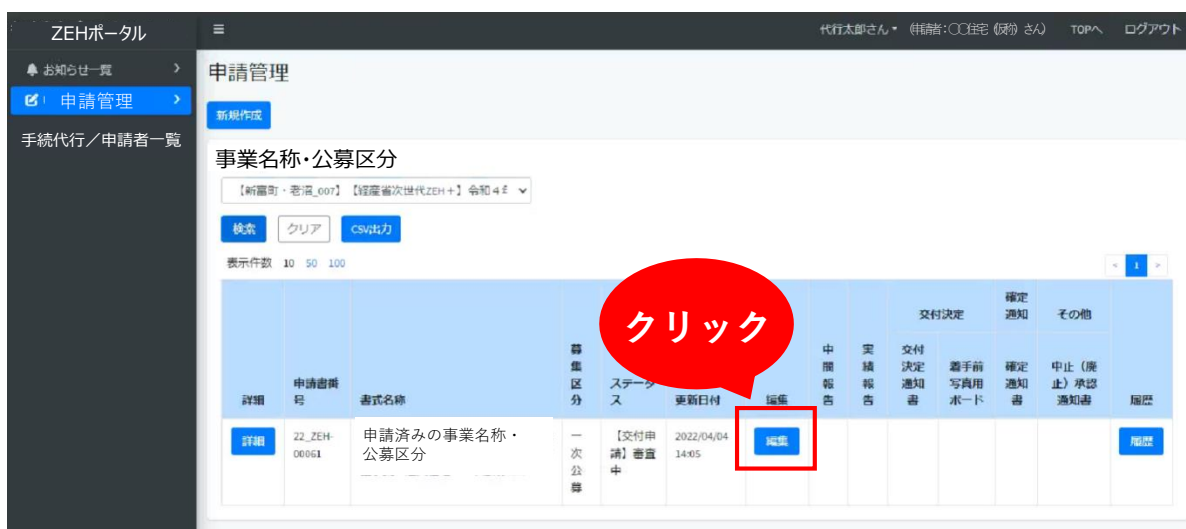 ZEHポータル
代行太郎さん
TOPへ
ログアウト
お知らせ一覧
申請管理
手続代行／申請者一覧
申請管理
新規作成
事業名称・公募区分
【経産省次世代ZEH+】令和4
検索
クリア
CSV出力
表示件数 10 50 100
< 1 >
クリック
交付決定
確定通知
その他
詳細
申請書番号
書式名称
募集区分
ステータス
更新日付
編集
中間報告
実績報告
交付決定通知書
着手前写真用ボード
確定通知書
中止（廃止）承認通知書
履歴
詳細
22_ZEH-00061
申請済みの事業名称・
公募区分
一次公募
【交付申請】審査中
2022/04/04
14:05
編集
履歴